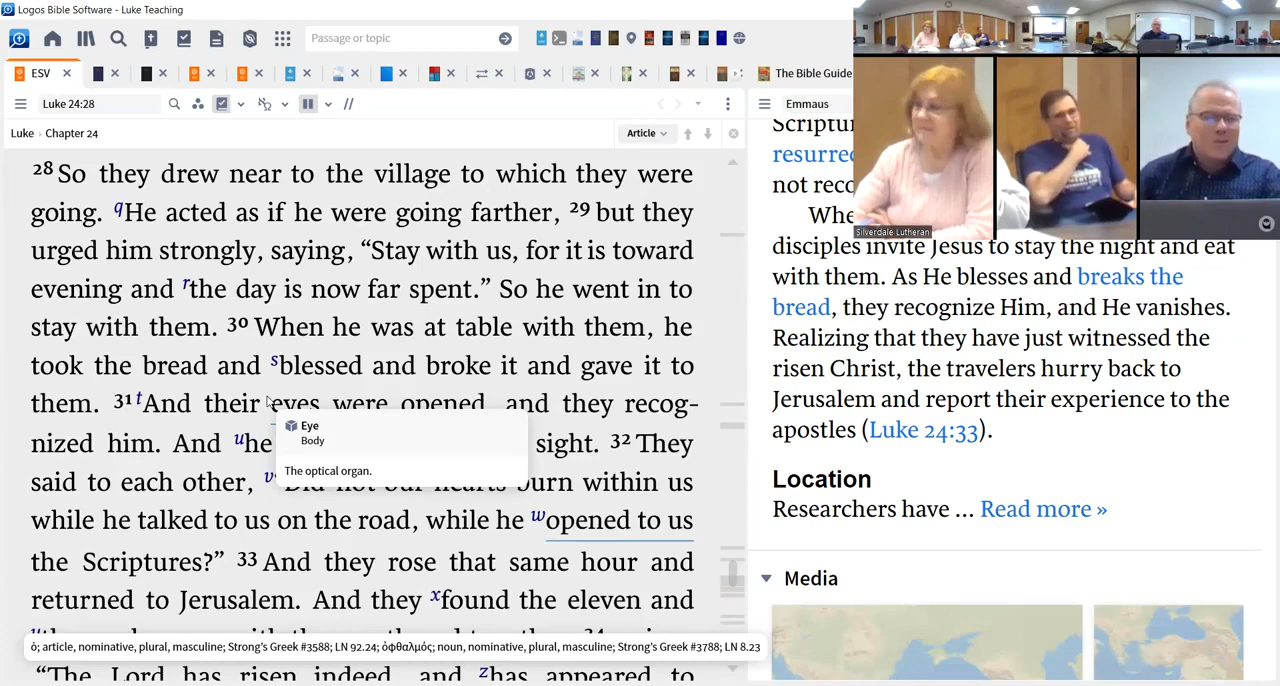 Logos Bible Software - Luke Teaching
Passage or topic
ESV
The Bible Guide
Luke 24:28
Emmaus
Luke › Chapter 24
Article
28 So they drew near to the village to which they were
going. qHe acted as if he were going farther, 29 but they
urged him strongly, saying, “Stay with us, for it is toward
evening and rthe day is now far spent.” So he went in to
stay with them. 30 When he was at table with them, he
took the bread and sblessed and broke it and gave it to
them. 31 tAnd their eyes were opened, and they recog-
nized him. And uhe sight. 32 They
said to each other, v“Did not our hearts burn within us
while he talked to us on the road, while he wopened to us
the Scriptures?” 33 And they rose that same hour and
returned to Jerusalem. And they xfound the eleven and
“The Lord has risen indeed, and zhas appeared to
Eye
Body
The optical organ.
ὁ; article, nominative, plural, masculine; Strong’s Greek #3588; LN 92.24; ὀφθαλμός; noun, nominative, plural, masculine; Strong’s Greek #3788; LN 8.23
Silverdale Lutheran
Scriptur
resurrec
not reco
Whe
disciples invite Jesus to stay the night and eat
with them. As He blesses and breaks the
bread, they recognize Him, and He vanishes.
Realizing that they have just witnessed the
risen Christ, the travelers hurry back to
Jerusalem and report their experience to the
apostles (Luke 24:33).
Location
Researchers have ... Read more »
Media